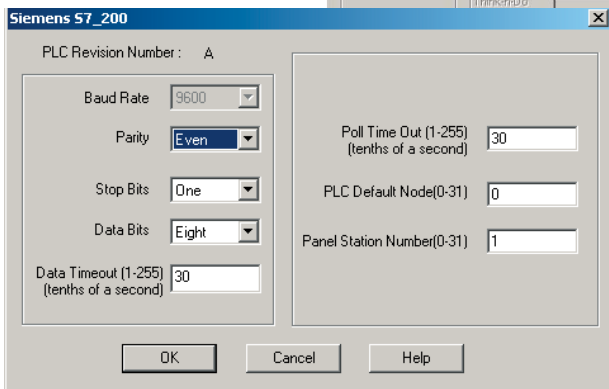 Think-n-Do
Siemens S7_200
PLC Revision Number : A
Baud Rate 9600
Parity Even
Stop Bits One
Data Bits Eight
Data Timeout (1-255) 30
(tenths of a second)
Poll Time Out (1-255) 30
(tenths of a second)
PLC Default Node(0-31) 0
Panel Station Number(0-31) 1
OK Cancel Help